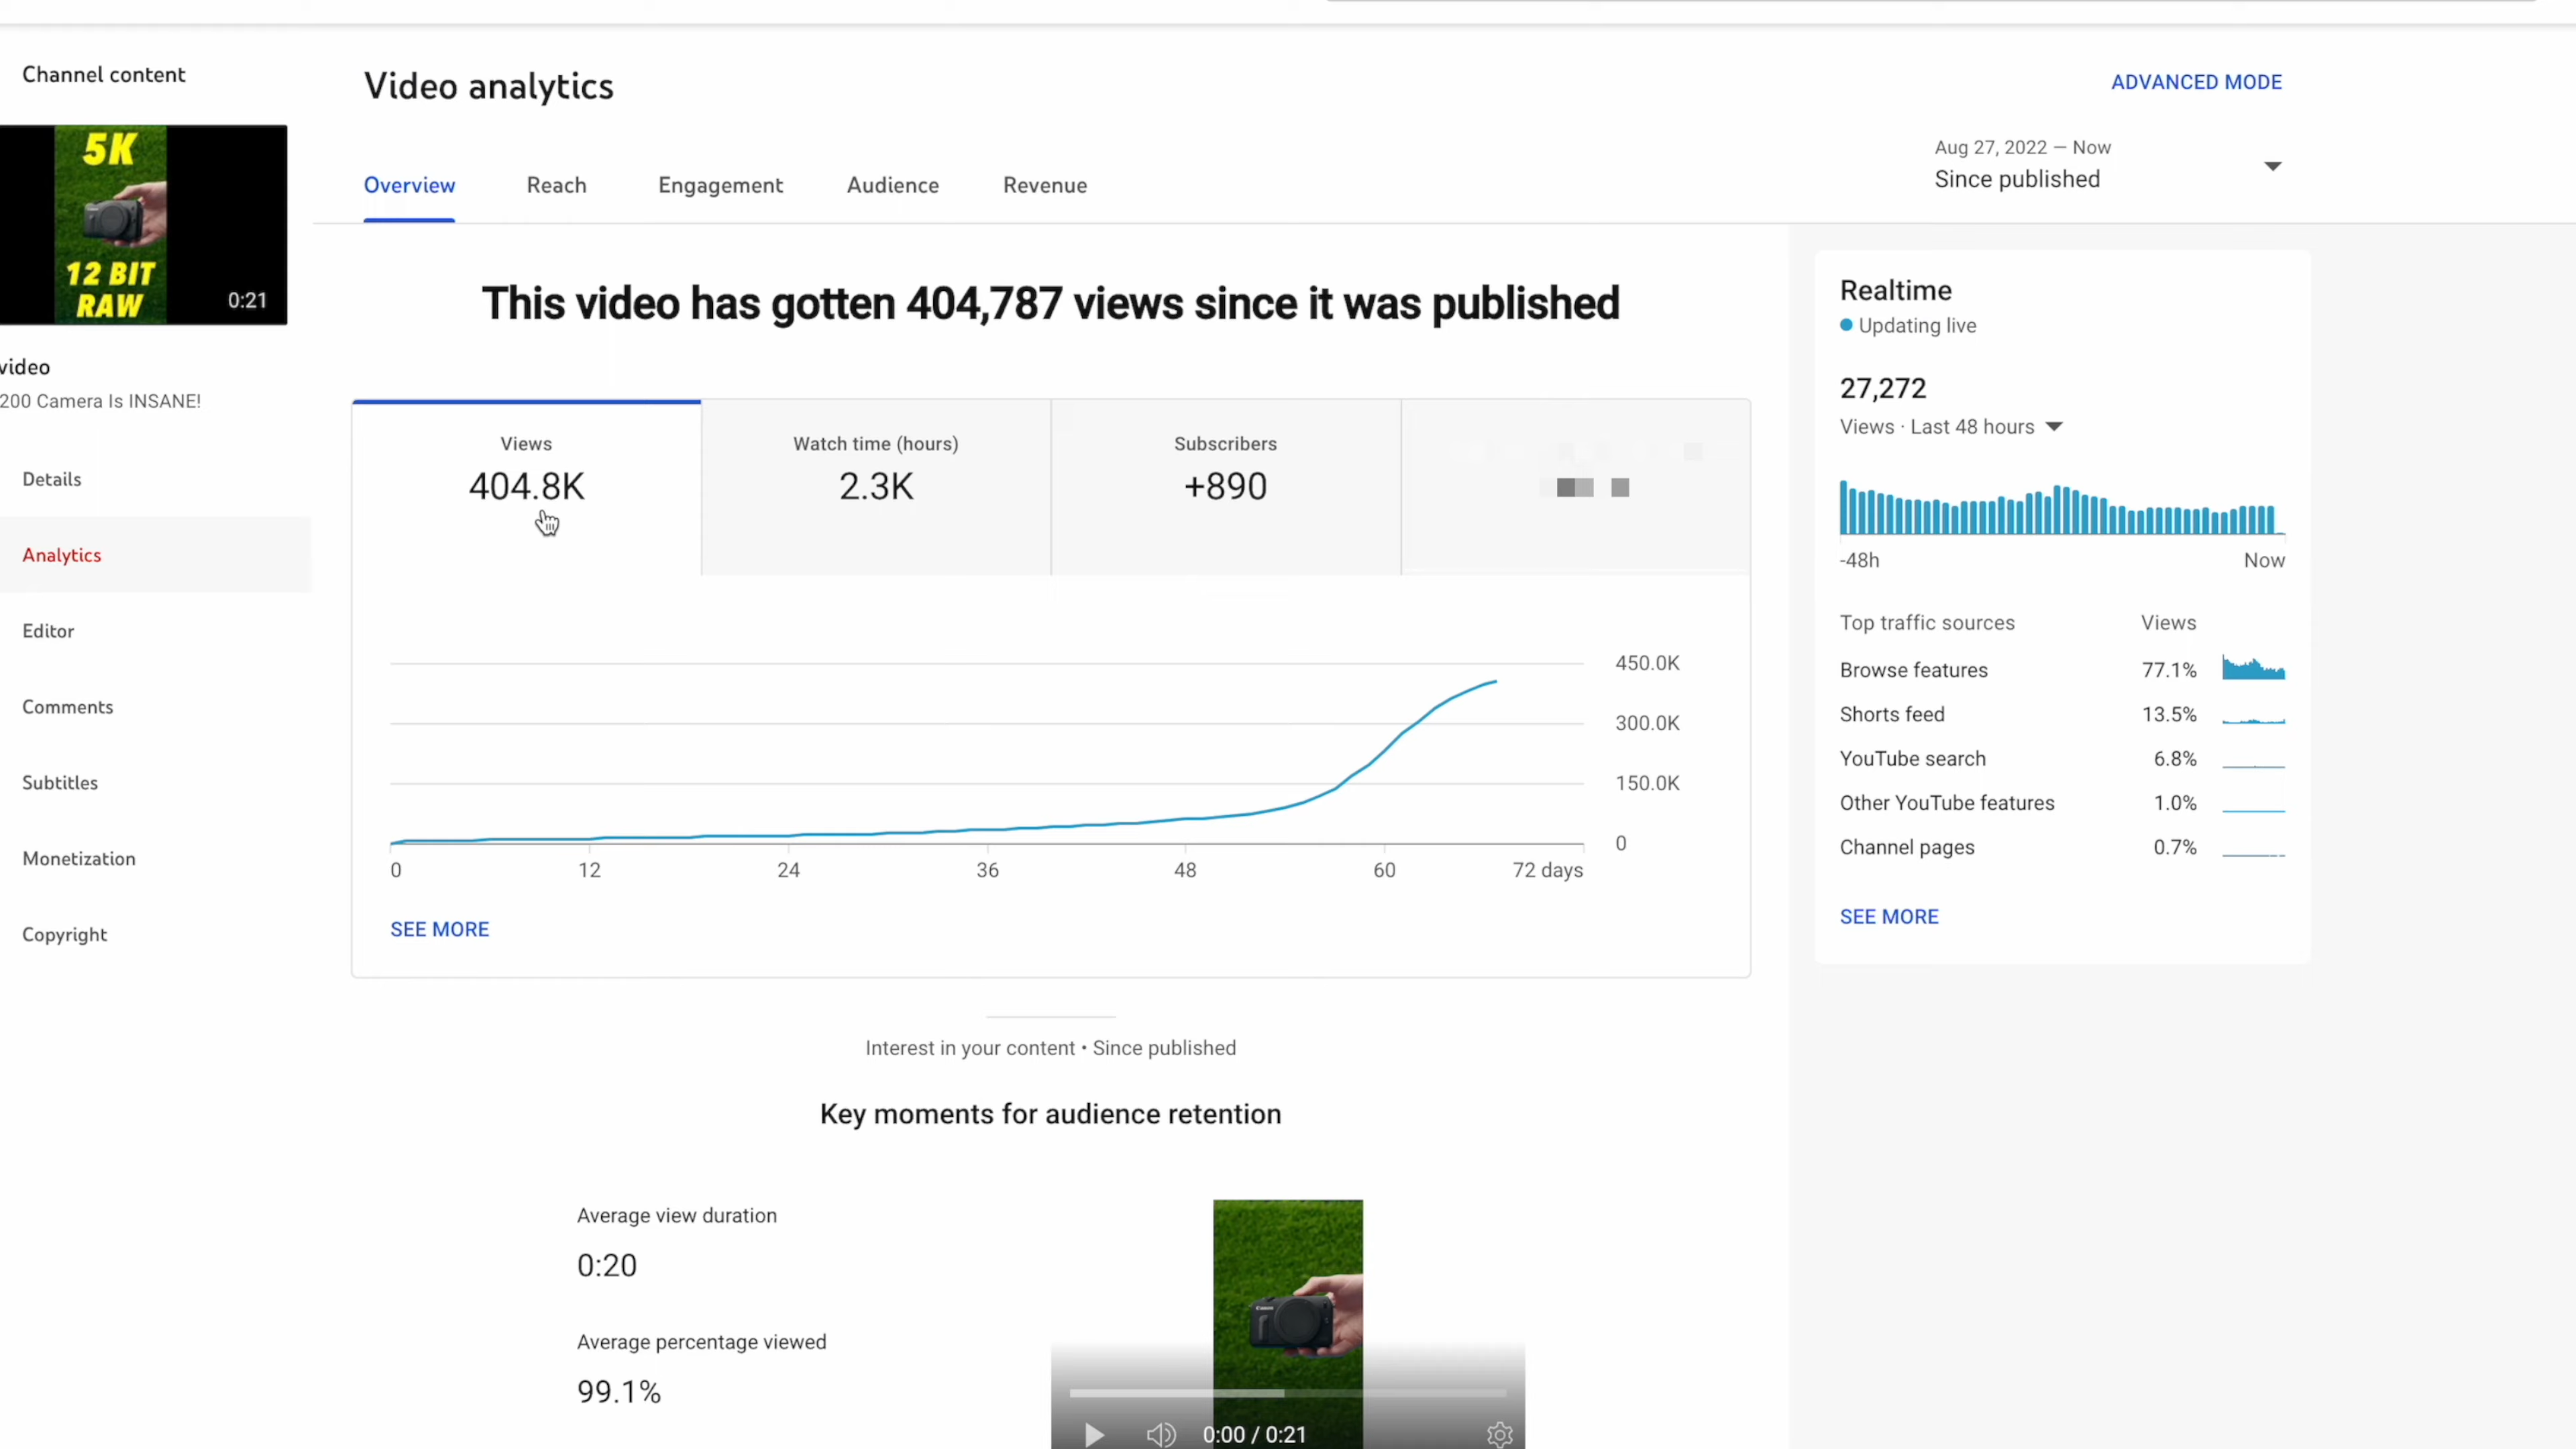 Channel content
Video analytics
ADVANCED MODE
Aug 27, 2022 — Now
Since published
5K
12 BIT
RAW
0:21
Overview
Reach
Engagement
Audience
Revenue
video
200 Camera Is INSANE!
Details
Analytics
Editor
Comments
Subtitles
Monetization
Copyright
This video has gotten 404,787 views since it was published
Views
404.8K
Watch time (hours)
2.3K
Subscribers
+890
450.0K
300.0K
150.0K
0
0 12 24 36 48 60 72 days
SEE MORE
Interest in your content • Since published
Key moments for audience retention
Average view duration
0:20
Average percentage viewed
99.1%
0:00 / 0:21
Realtime
Updating live
27,272
Views · Last 48 hours
-48h Now
Top traffic sources Views
Browse features 77.1%
Shorts feed 13.5%
YouTube search 6.8%
Other YouTube features 1.0%
Channel pages 0.7%
SEE MORE